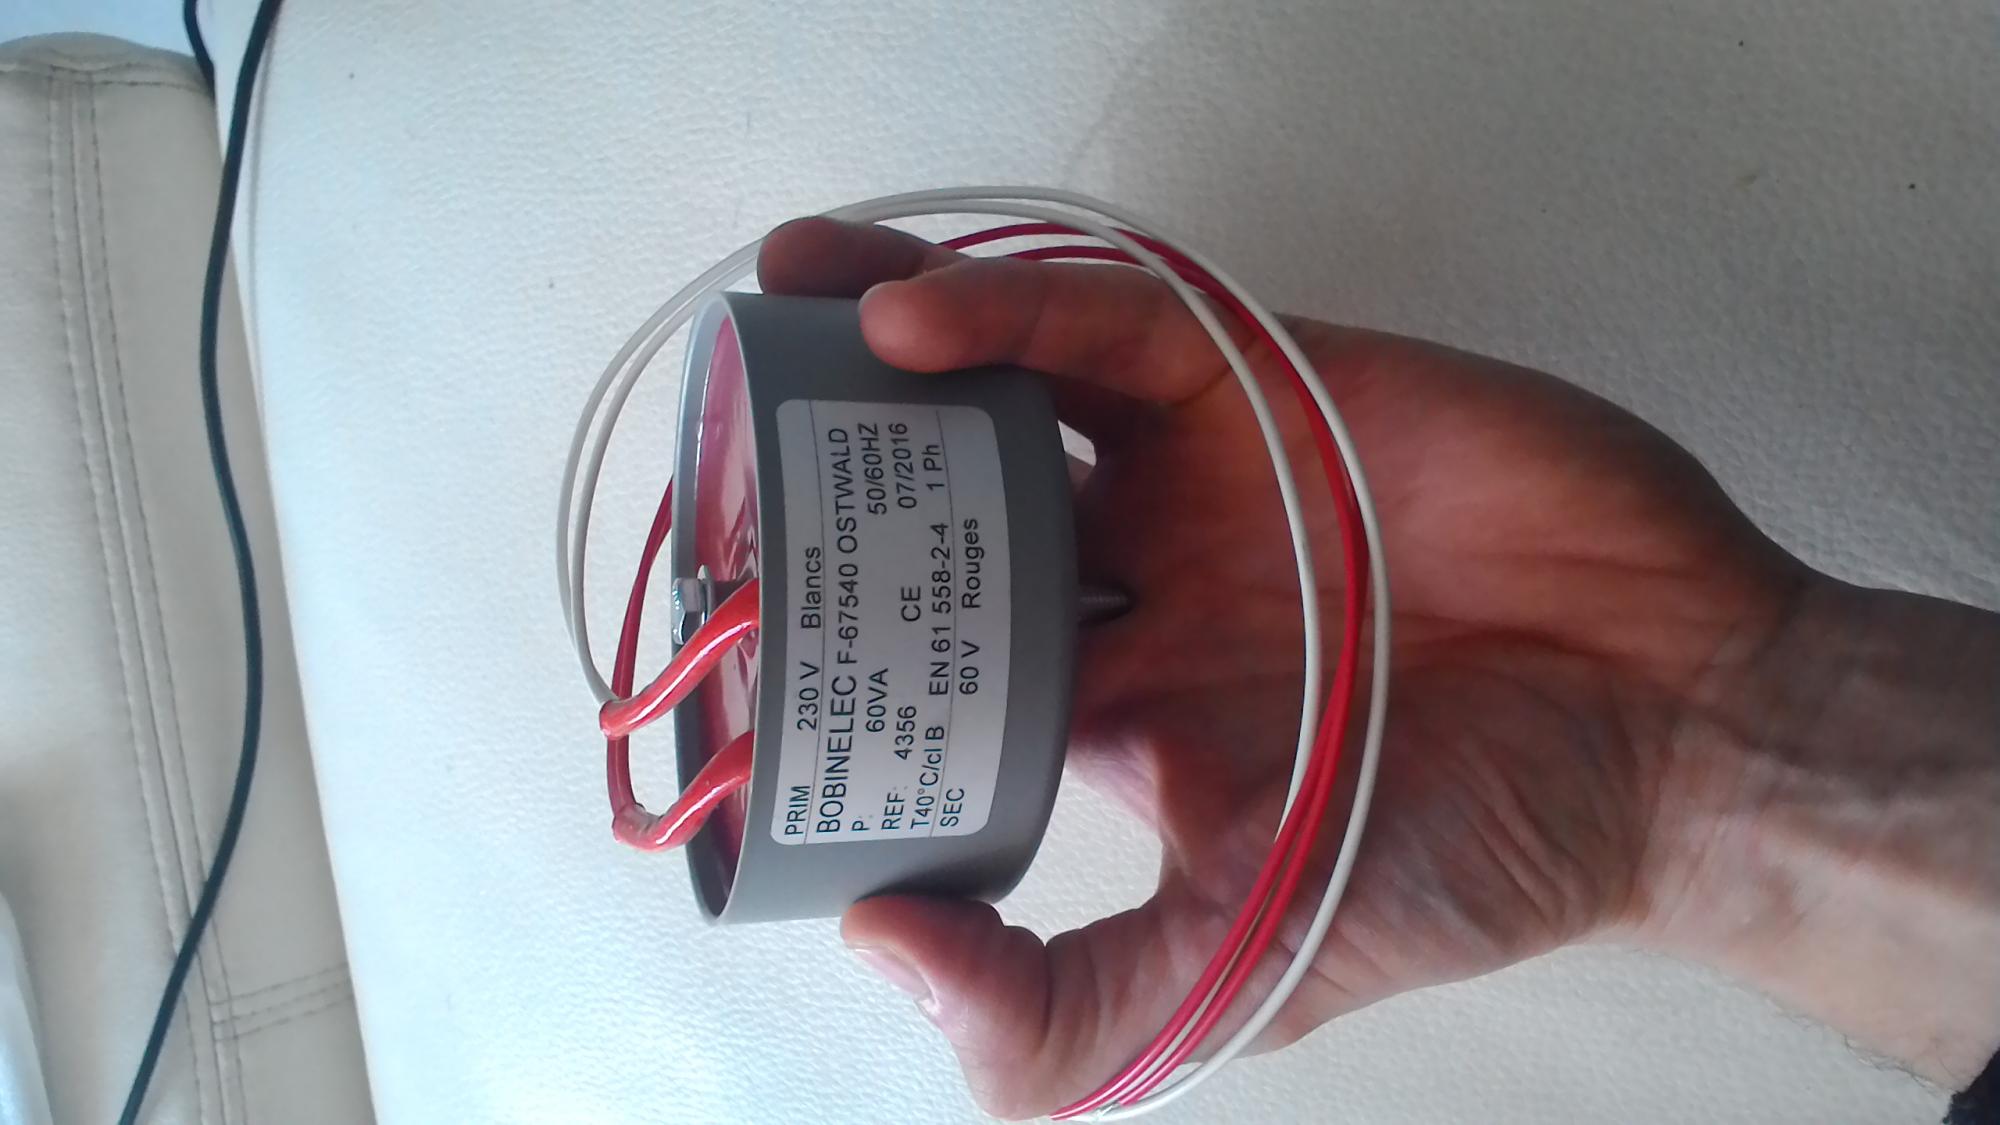 PRIM 230 V Blancs
BOBINELEC F-67540 OSTWALD
P: 60VA 50/60HZ
REF: 4356 CE 07/2016
T40°C/cl B EN 61 558-2-4 1 Ph
SEC 60 V Rouges